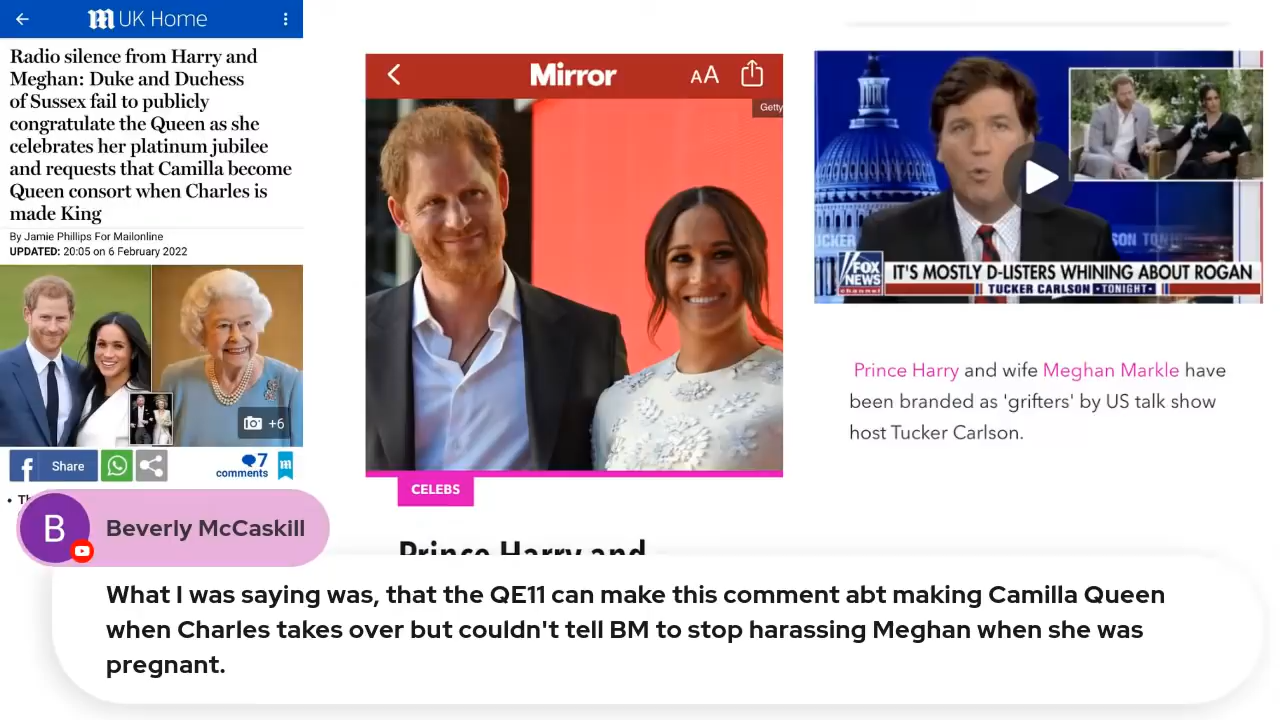 UK Home
Radio silence from Harry and
Meghan: Duke and Duchess
of Sussex fail to publicly
congratulate the Queen as she
celebrates her platinum jubilee
and requests that Camilla become
Queen consort when Charles is
made King
By Jamie Phillips For Mailonline
UPDATED: 20:05 on 6 February 2022
+6
Share
7
comments
Mirror
AA
Getty
CELEBS
Prince Harry and
FOX
NEWS
channel
IT'S MOSTLY D-LISTERS WHINING ABOUT ROGAN
TUCKER CARLSON • TONIGHT •
Prince Harry and wife Meghan Markle have
been branded as 'grifters' by US talk show
host Tucker Carlson.
B
Beverly McCaskill
What I was saying was, that the QE11 can make this comment abt making Camilla Queen
when Charles takes over but couldn't tell BM to stop harassing Meghan when she was
pregnant.